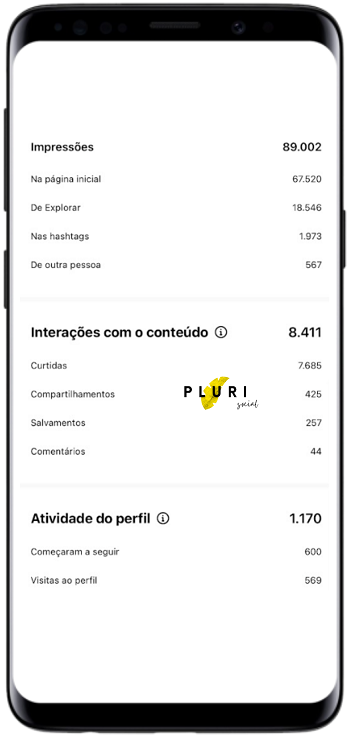 Impressões 89.002
Na página inicial 67.520
De Explorar 18.546
Nas hashtags 1.973
De outra pessoa 567
Interações com o conteúdo 8.411
Curtidas 7.685
Compartilhamentos 425
PLURI
social
Salvamentos 257
Comentários 44
Atividade do perfil 1.170
Começaram a seguir 600
Visitas ao perfil 569